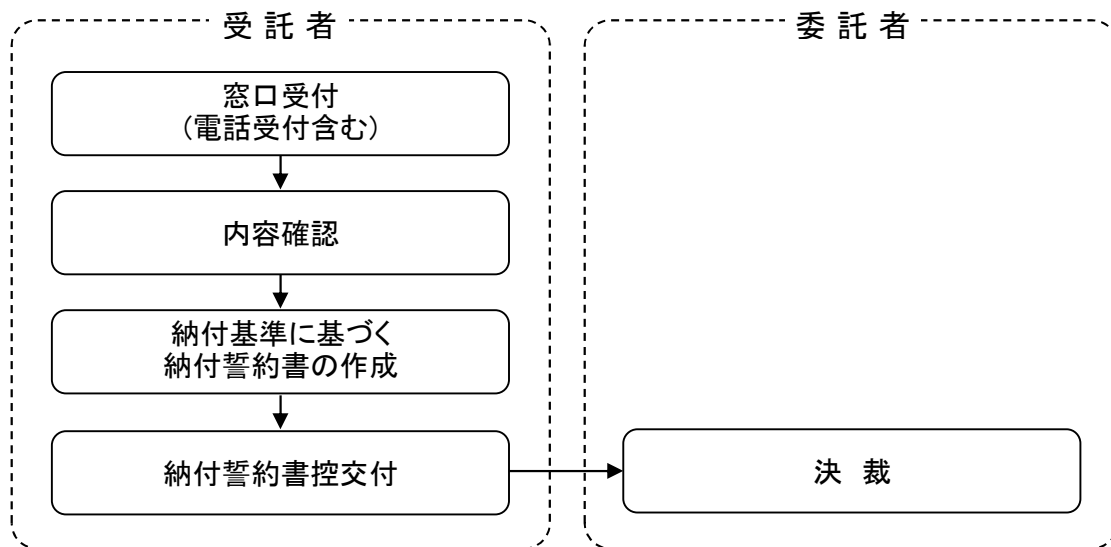 受託者
委託者
窓口受付
(電話受付含む)
内容確認
納付基準に基づく
納付誓約書の作成
納付誓約書控交付
決 裁